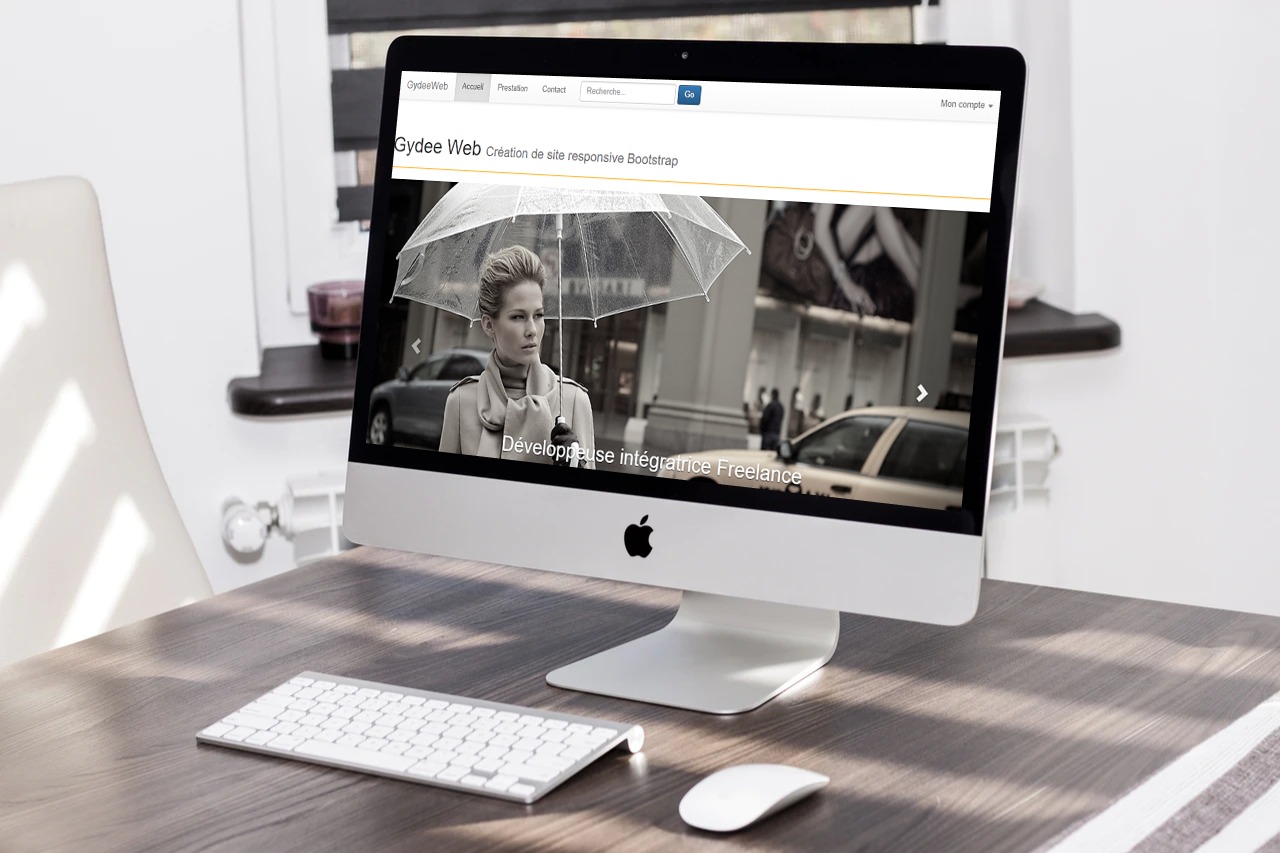 GydeeWeb Accueil Prestation Contact Recherche... Go Mon compte
Gydee Web Création de site responsive Bootstrap
Développeuse intégratrice Freelance